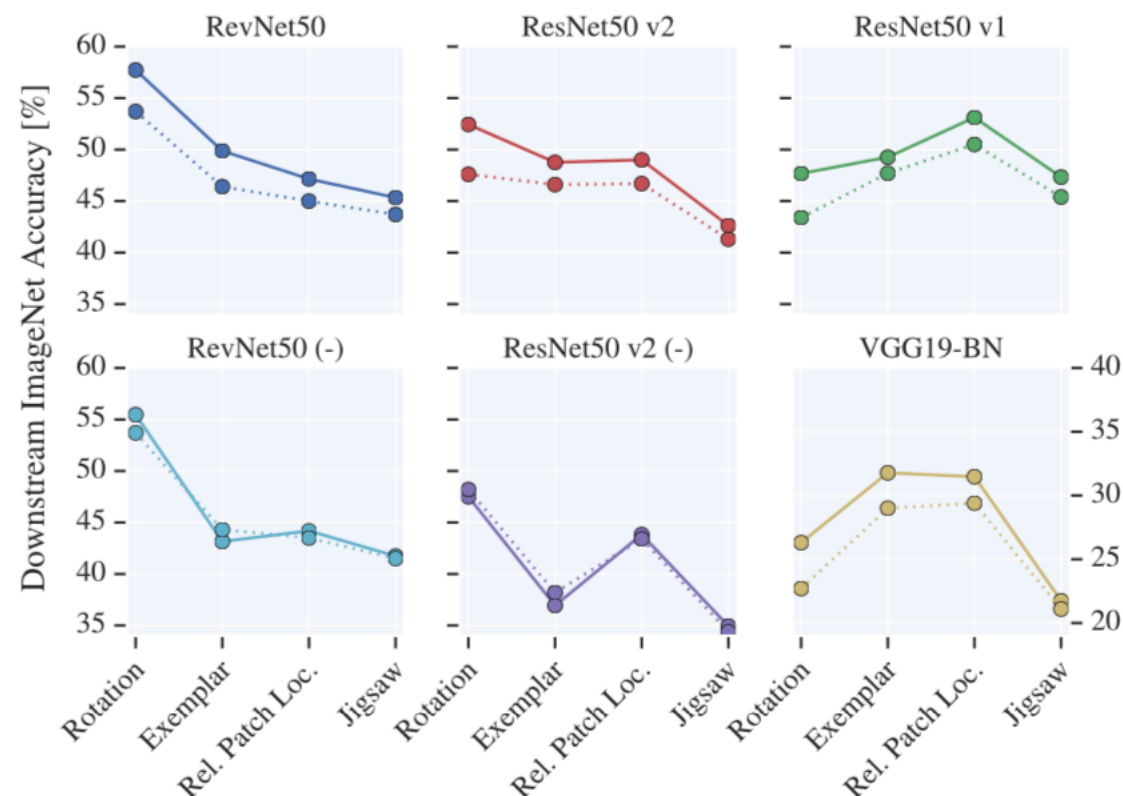 RevNet50
ResNet50 v2
ResNet50 v1
Downstream ImageNet Accuracy [%]
60
55
50
45
40
35
RevNet50 (-)
ResNet50 v2 (-)
VGG19-BN
60
55
50
45
40
35
40
35
30
25
20
Rotation
Exemplar
Rel. Patch Loc.
Jigsaw
Rotation
Exemplar
Rel. Patch Loc.
Jigsaw
Rotation
Exemplar
Rel. Patch Loc.
Jigsaw